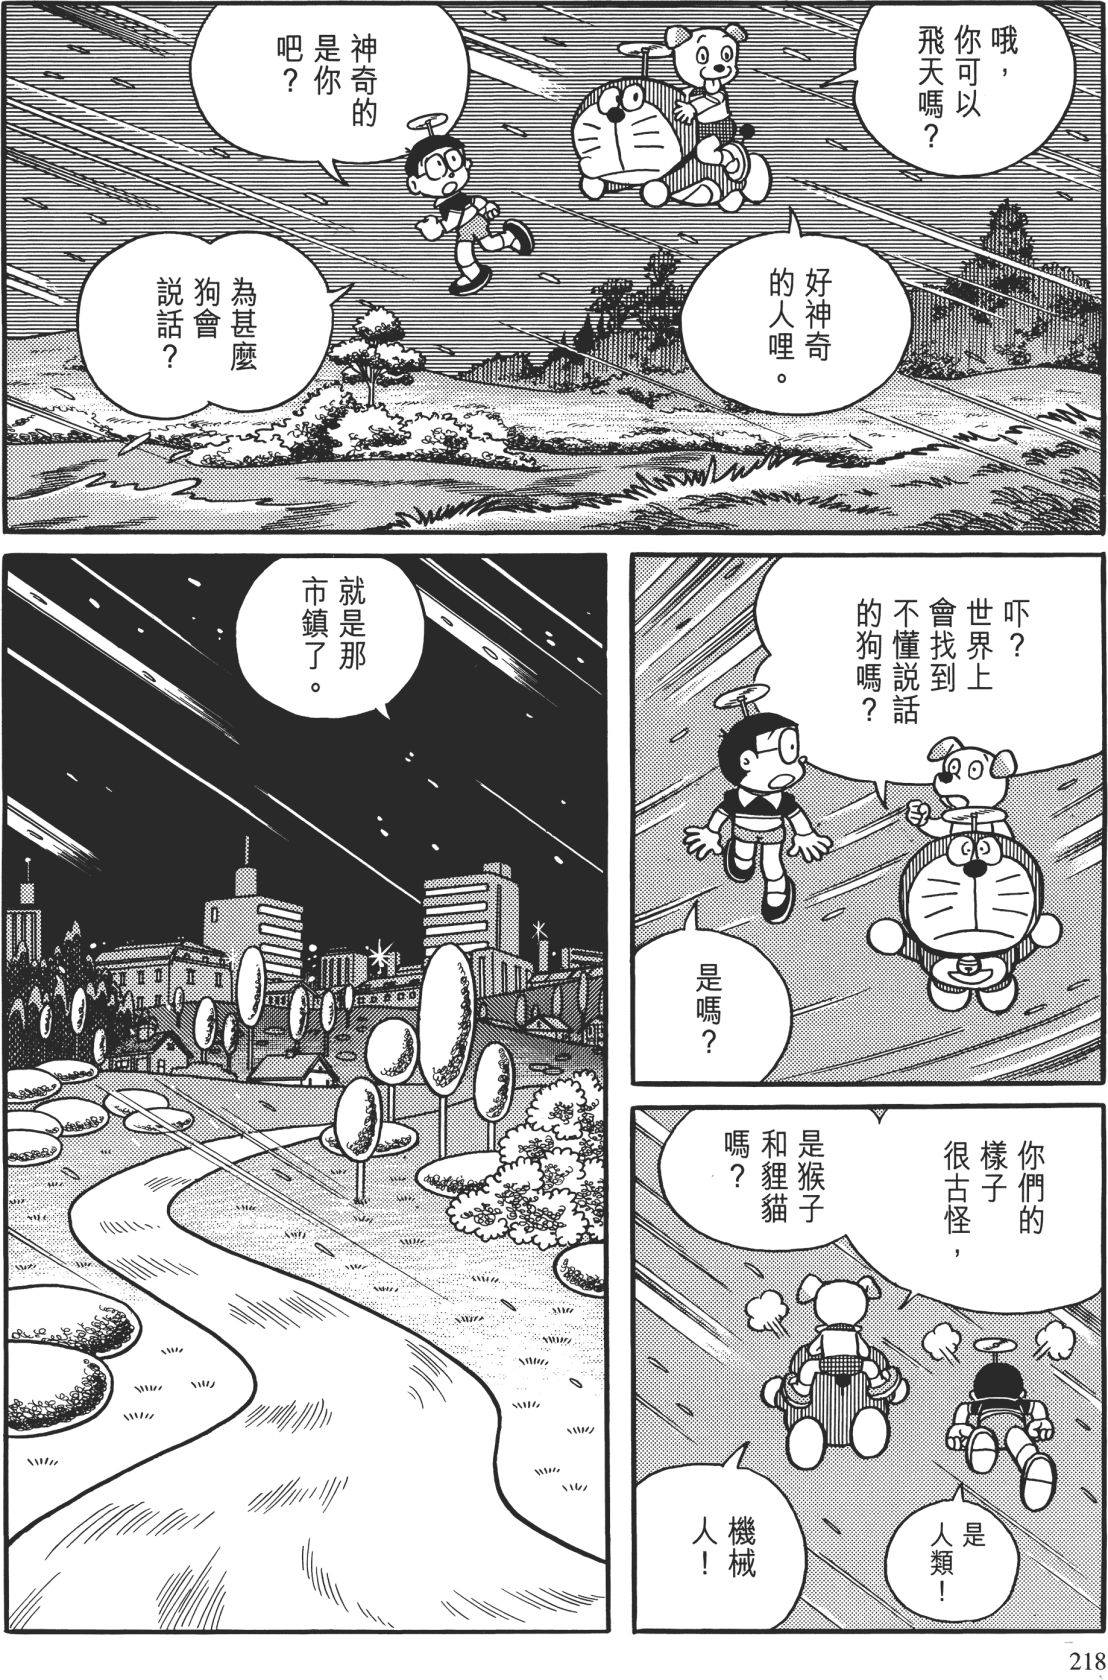 哦，
你可以
飛天嗎？
好神奇
的人哩。
神奇的
是你
吧？
為甚麼
狗會
説話？
吓？
世界上
會找到
不懂説話
的狗嗎？
是嗎？
你們的
樣子
很古怪，
是猴子
和貍貓
嗎？
是
人類！
機械
人！
就是那
市鎮了。
218